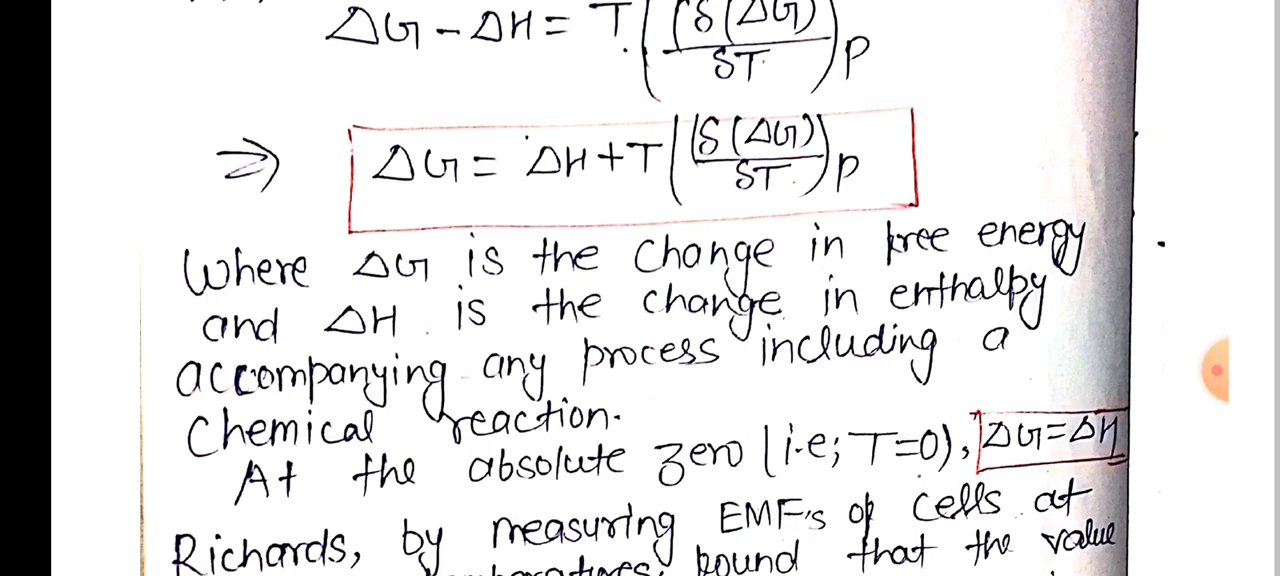 ΔG - ΔH = T ((δ(ΔG))/δT)P
⇒ ΔG = ΔH + T ((δ(ΔG))/δT)P
Where ΔG is the change in free energy
and ΔH is the change in enthalpy
accompanying any process including a
chemical reaction.
At the absolute zero (i.e; T=0), ΔG=ΔH
Richards, by measuring EMF's of cells at
found that the value